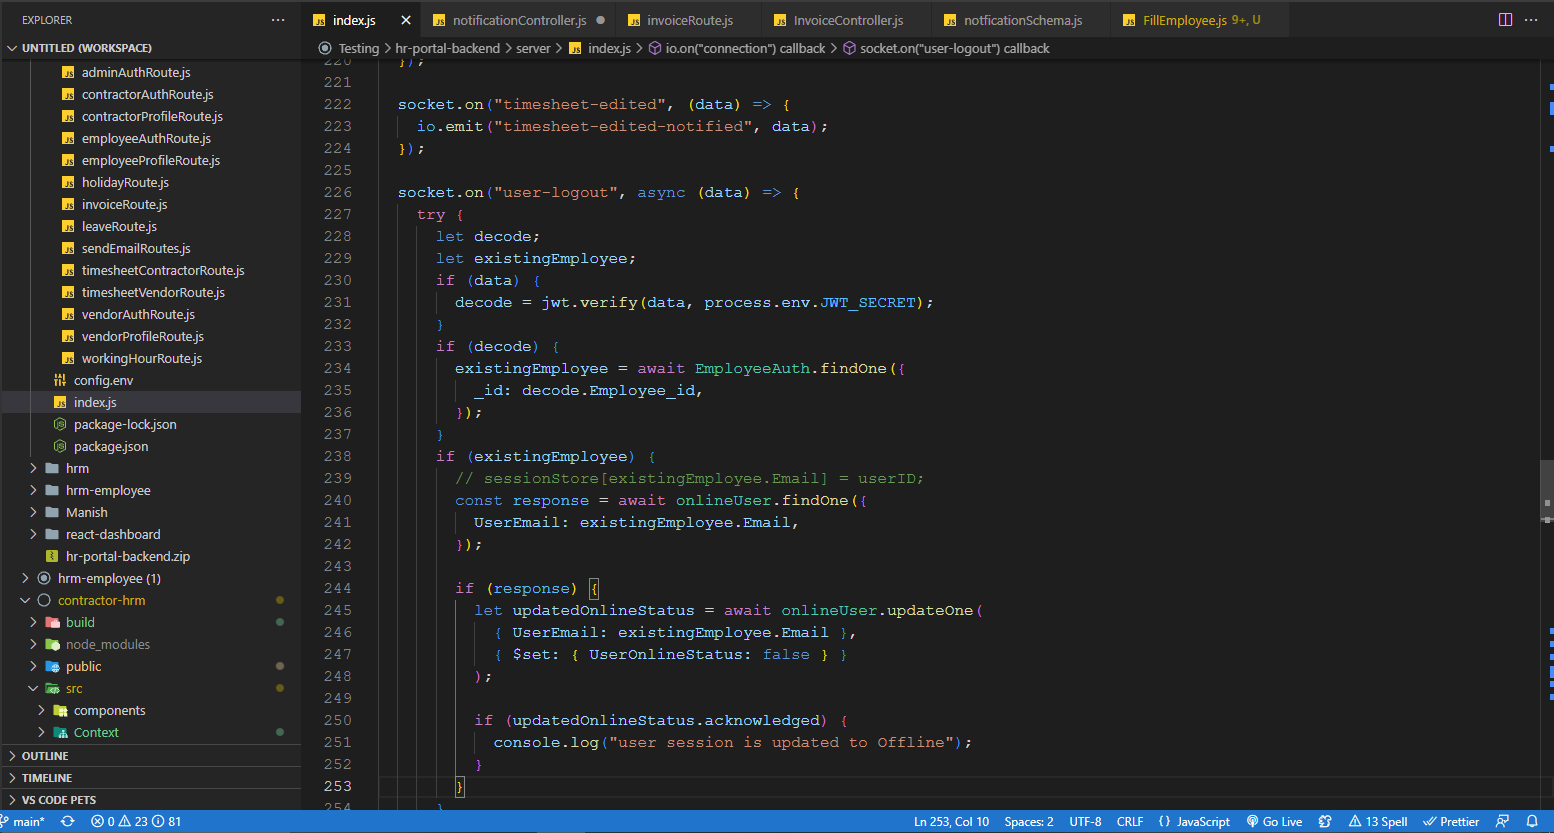 EXPLORER
UNTITLED (WORKSPACE)
adminAuthRoute.js
contractorAuthRoute.js
contractorProfileRoute.js
employeeAuthRoute.js
employeeProfileRoute.js
holidayRoute.js
invoiceRoute.js
leaveRoute.js
sendEmailRoutes.js
timesheetContractorRoute.js
timesheetVendorRoute.js
vendorAuthRoute.js
vendorProfileRoute.js
workingHourRoute.js
config.env
index.js
package-lock.json
package.json
hrm
hrm-employee
Manish
react-dashboard
hr-portal-backend.zip
hrm-employee (1)
contractor-hrm
build
node_modules
public
src
components
Context
OUTLINE
TIMELINE
VS CODE PETS
index.js notificationController.js invoiceRoute.js InvoiceController.js notficationSchema.js FillEmployee.js 9+, U
Testing > hr-portal-backend > server > index.js > io.on("connection") callback > socket.on("user-logout") callback
220 });
221
222 socket.on("timesheet-edited", (data) => {
223 io.emit("timesheet-edited-notified", data);
224 });
225
226 socket.on("user-logout", async (data) => {
227 try {
228 let decode;
229 let existingEmployee;
230 if (data) {
231 decode = jwt.verify(data, process.env.JWT_SECRET);
232 }
233 if (decode) {
234 existingEmployee = await EmployeeAuth.findOne({
235 _id: decode.Employee_id,
236 });
237 }
238 if (existingEmployee) {
239 // sessionStore[existingEmployee.Email] = userID;
240 const response = await onlineUser.findOne({
241 UserEmail: existingEmployee.Email,
242 });
243
244 if (response) {
245 let updatedOnlineStatus = await onlineUser.updateOne(
246 { UserEmail: existingEmployee.Email },
247 { $set: { UserOnlineStatus: false } }
248 );
249
250 if (updatedOnlineStatus.acknowledged) {
251 console.log("user session is updated to Offline");
252 }
253 }
254 }
main* 0 23 81 Ln 253, Col 10 Spaces: 2 UTF-8 CRLF {} JavaScript Go Live 13 Spell Prettier